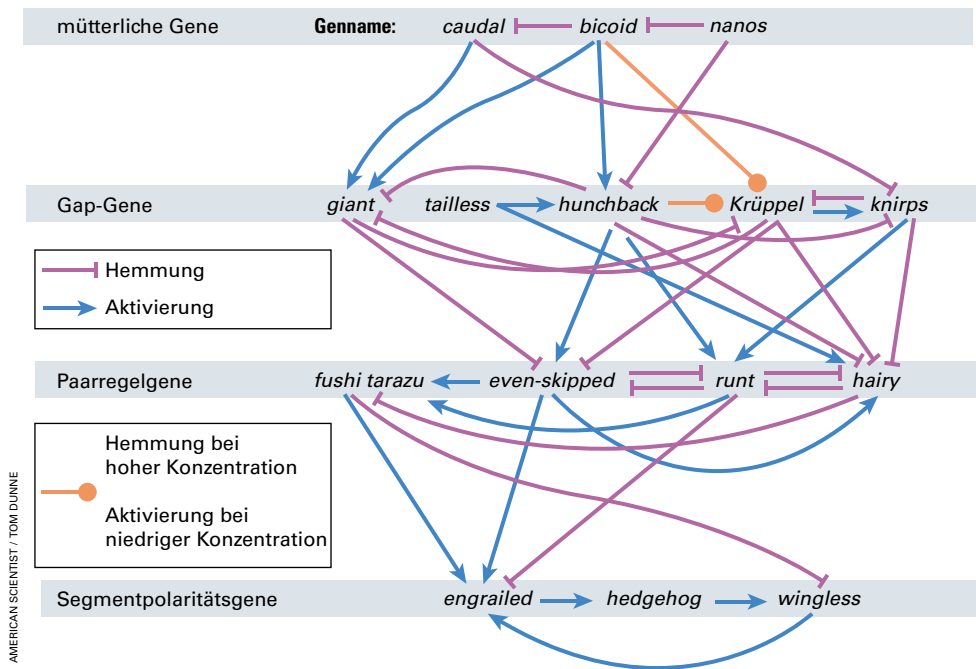 mütterliche Gene Genname: caudal bicoid nanos
Gap-Gene giant tailless hunchback Krüppel knirps
Hemmung
Aktivierung
Paarregelgene fushi tarazu even-skipped runt hairy
Hemmung bei
hoher Konzentration
Aktivierung bei
niedriger Konzentration
Segmentpolaritätsgene engrailed hedgehog wingless
AMERICAN SCIENTIST / TOM DUNNE